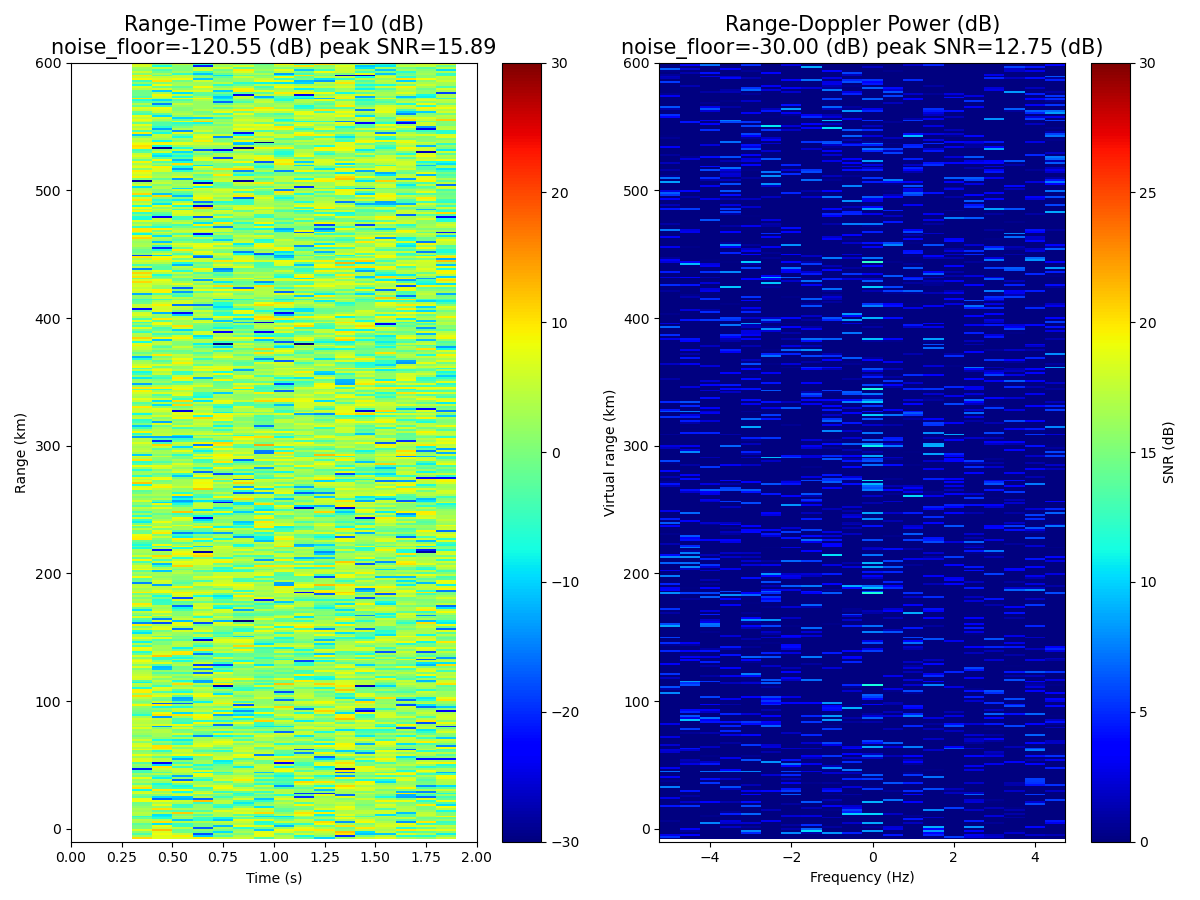 Range-Time Power f=10 (dB)
noise_floor=-120.55 (dB) peak SNR=15.89
Range-Doppler Power (dB)
noise_floor=-30.00 (dB) peak SNR=12.75 (dB)
Range (km)
600
500
400
300
200
100
0
0.00 0.25 0.50 0.75 1.00 1.25 1.50 1.75 2.00
Time (s)
30
20
10
0
−10
−20
−30
Virtual range (km)
600
500
400
300
200
100
0
−4 −2 0 2 4
Frequency (Hz)
30
25
20
15
10
5
0
SNR (dB)